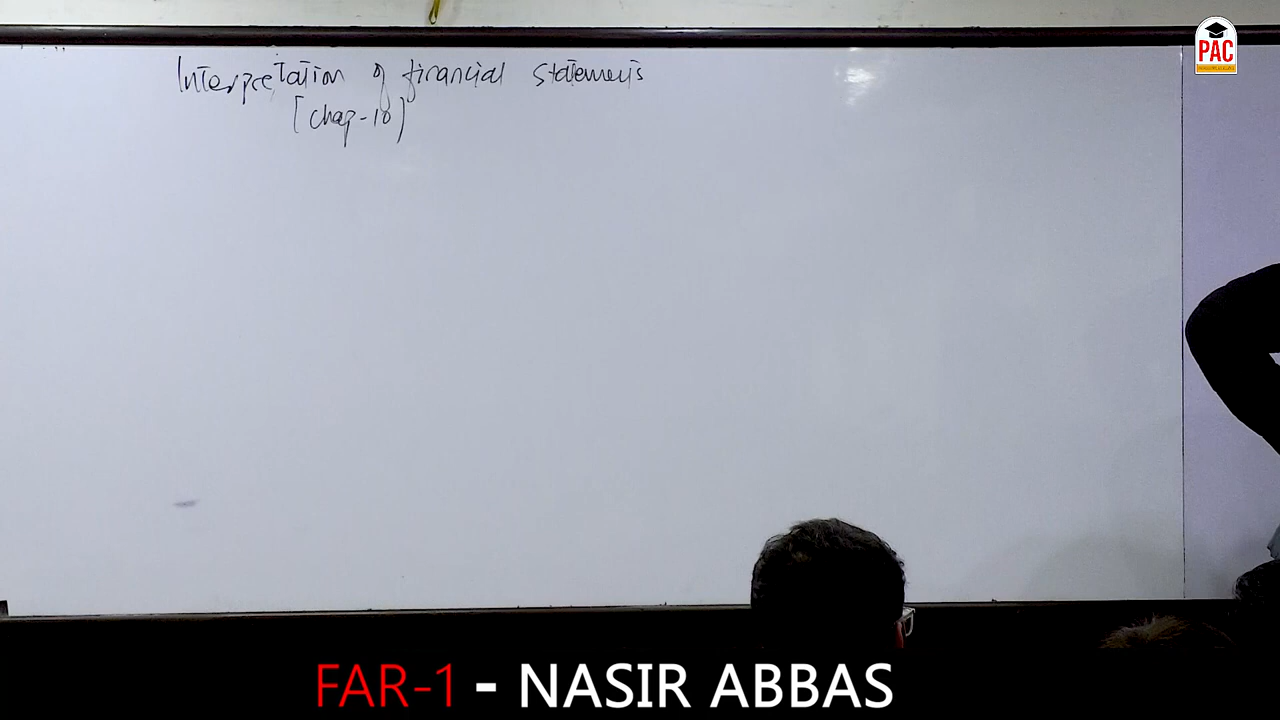 Interpretation of financial statements
[chap-10]
PAC
FAR-1 - NASIR ABBAS